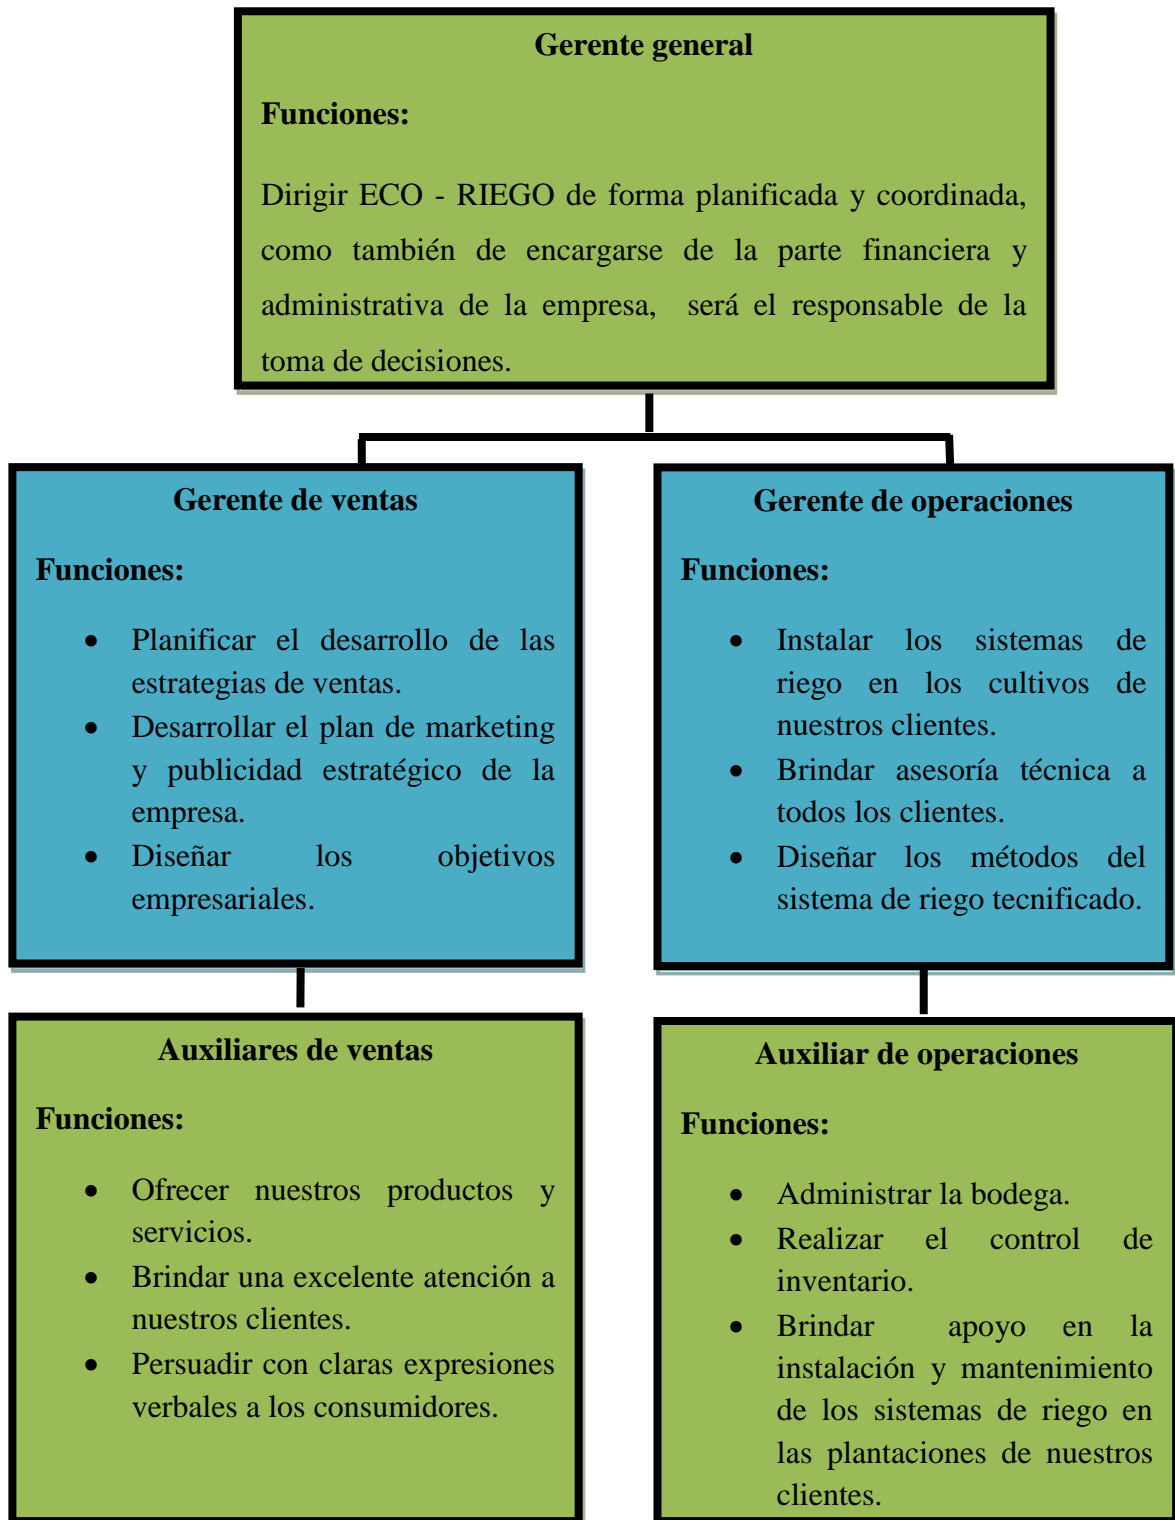 Gerente general
Funciones:
Dirigir ECO - RIEGO de forma planificada y coordinada,
como también de encargarse de la parte financiera y
administrativa de la empresa, será el responsable de la
toma de decisiones.
Gerente de ventas
Funciones:
• Planificar el desarrollo de las
estrategias de ventas.
• Desarrollar el plan de marketing
y publicidad estratégico de la
empresa.
• Diseñar los objetivos
empresariales.
Gerente de operaciones
Funciones:
• Instalar los sistemas de
riego en los cultivos de
nuestros clientes.
• Brindar asesoría técnica a
todos los clientes.
• Diseñar los métodos del
sistema de riego tecnificado.
Auxiliares de ventas
Funciones:
• Ofrecer nuestros productos y
servicios.
• Brindar una excelente atención a
nuestros clientes.
• Persuadir con claras expresiones
verbales a los consumidores.
Auxiliar de operaciones
Funciones:
• Administrar la bodega.
• Realizar el control de
inventario.
• Brindar apoyo en la
instalación y mantenimiento
de los sistemas de riego en
las plantaciones de nuestros
clientes.